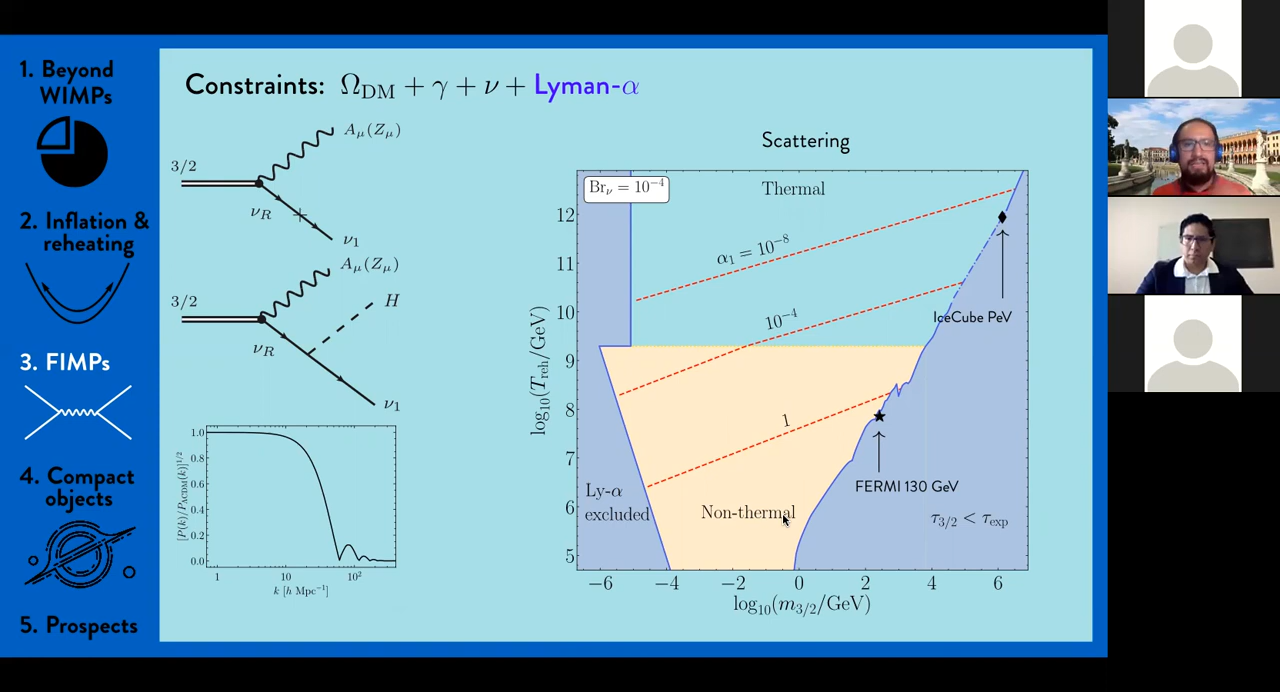 1. Beyond
WIMPs
2. Inflation &
reheating
3. FIMPs
4. Compact
objects
5. Prospects
Constraints: Ω_DM + γ + ν + Lyman-α
3/2
A_μ(Z_μ)
ν_R
ν_1
3/2
A_μ(Z_μ)
H
ν_R
ν_1
[P(k)/P_ΛCDM(k)]^1/2
1.0
0.8
0.6
0.4
0.2
0.0
1
10
10^2
k [h Mpc^−1]
Scattering
Br_ν = 10^−4
Thermal
α_1 = 10^−8
10^−4
1
IceCube PeV
FERMI 130 GeV
Ly-α
excluded
Non-thermal
τ_3/2 < τ_exp
log_10(T_reh/GeV)
12
11
10
9
8
7
6
5
−6 −4 −2 0 2 4 6
log_10(m_3/2/GeV)